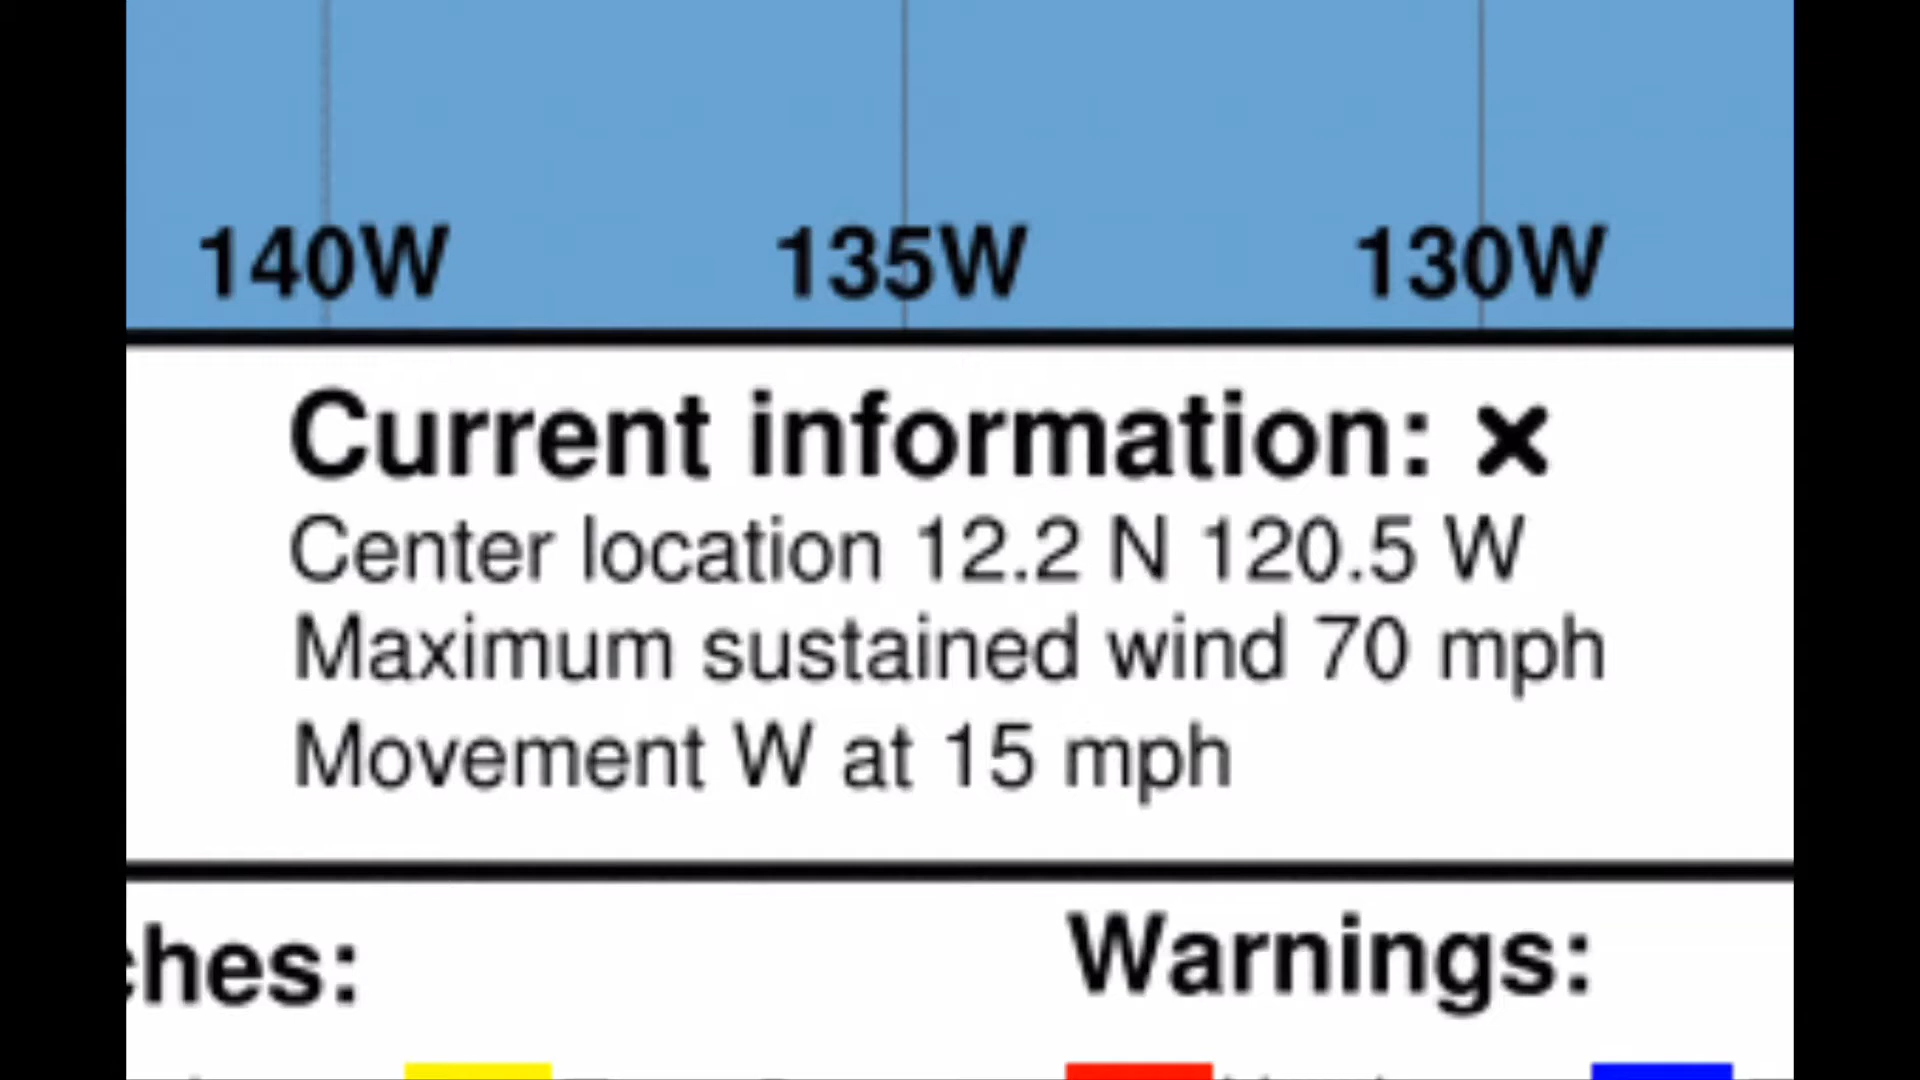 140W 135W 130W
Current information: ×
Center location 12.2 N 120.5 W
Maximum sustained wind 70 mph
Movement W at 15 mph
ches: Warnings: